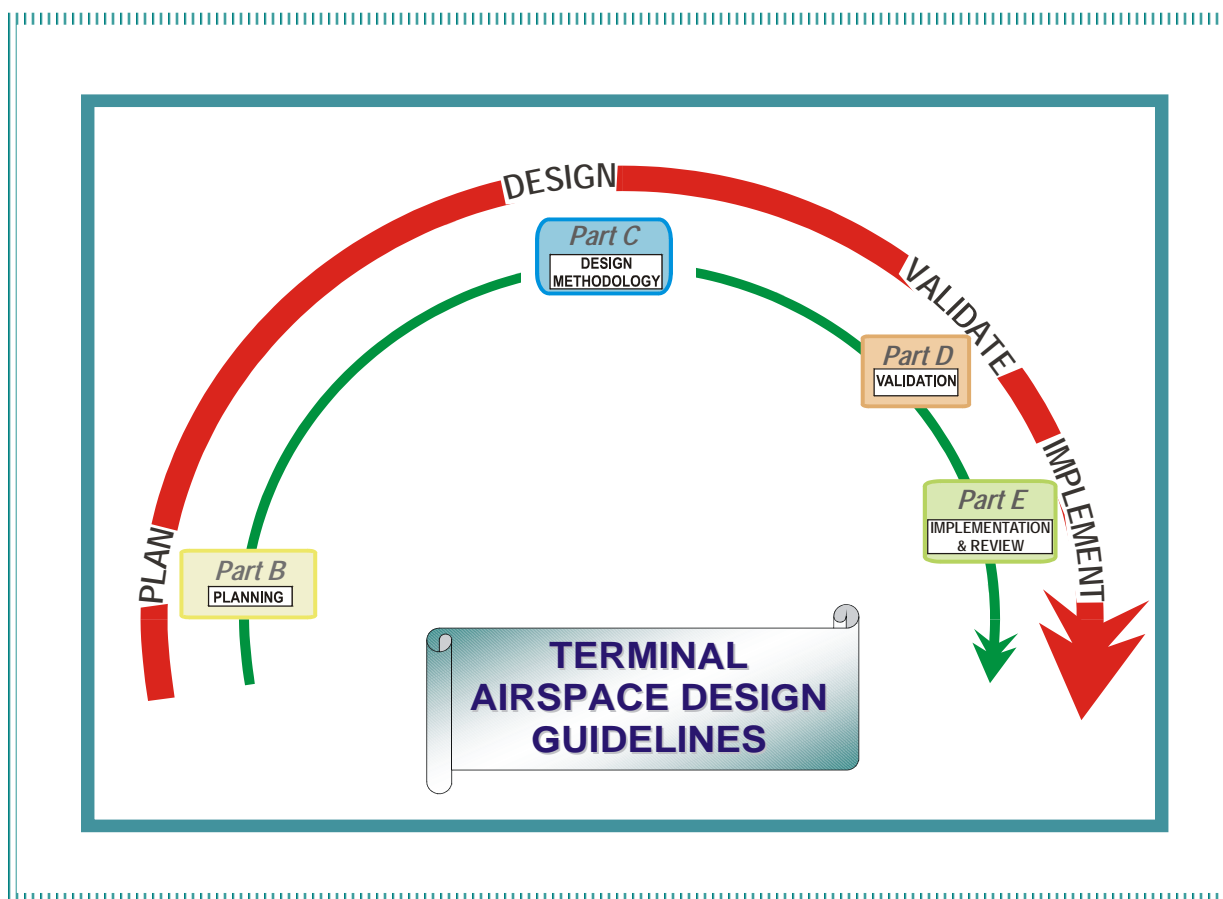 DESIGN
Part C
DESIGN
METHODOLOGY
VALIDATE
Part D
VALIDATION
IMPLEMENT
Part E
IMPLEMENTATION
& REVIEW
PLAN
Part B
PLANNING
TERMINAL
AIRSPACE DESIGN
GUIDELINES